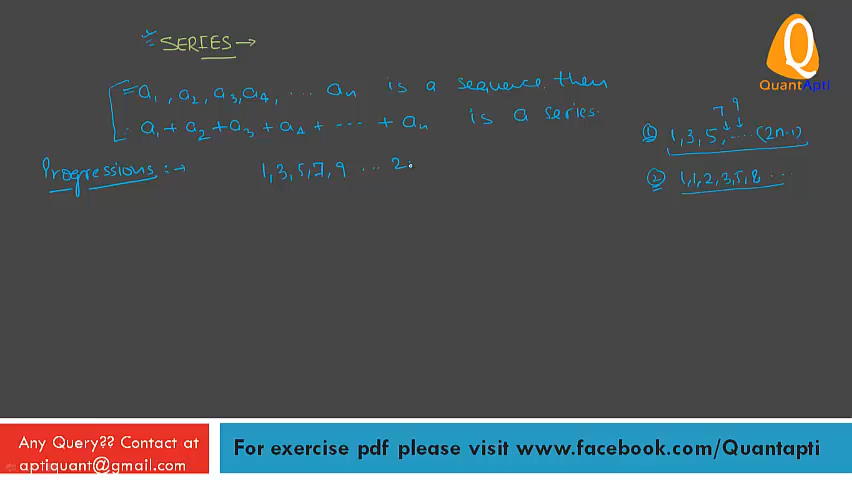 SERIES →
a1, a2, a3, a4, ... an is a sequence, then
a1 + a2 + a3 + a4 + ... + an is a series.
Progressions :→ 1, 3, 5, 7, 9 ... 2
7 9
① 1, 3, 5, ... (2n-1)
② 1, 1, 2, 3, 5, 8 ...
Q
QuantApti
Any Query?? Contact at
aptiquant@gmail.com
For exercise pdf please visit www.facebook.com/Quantapti